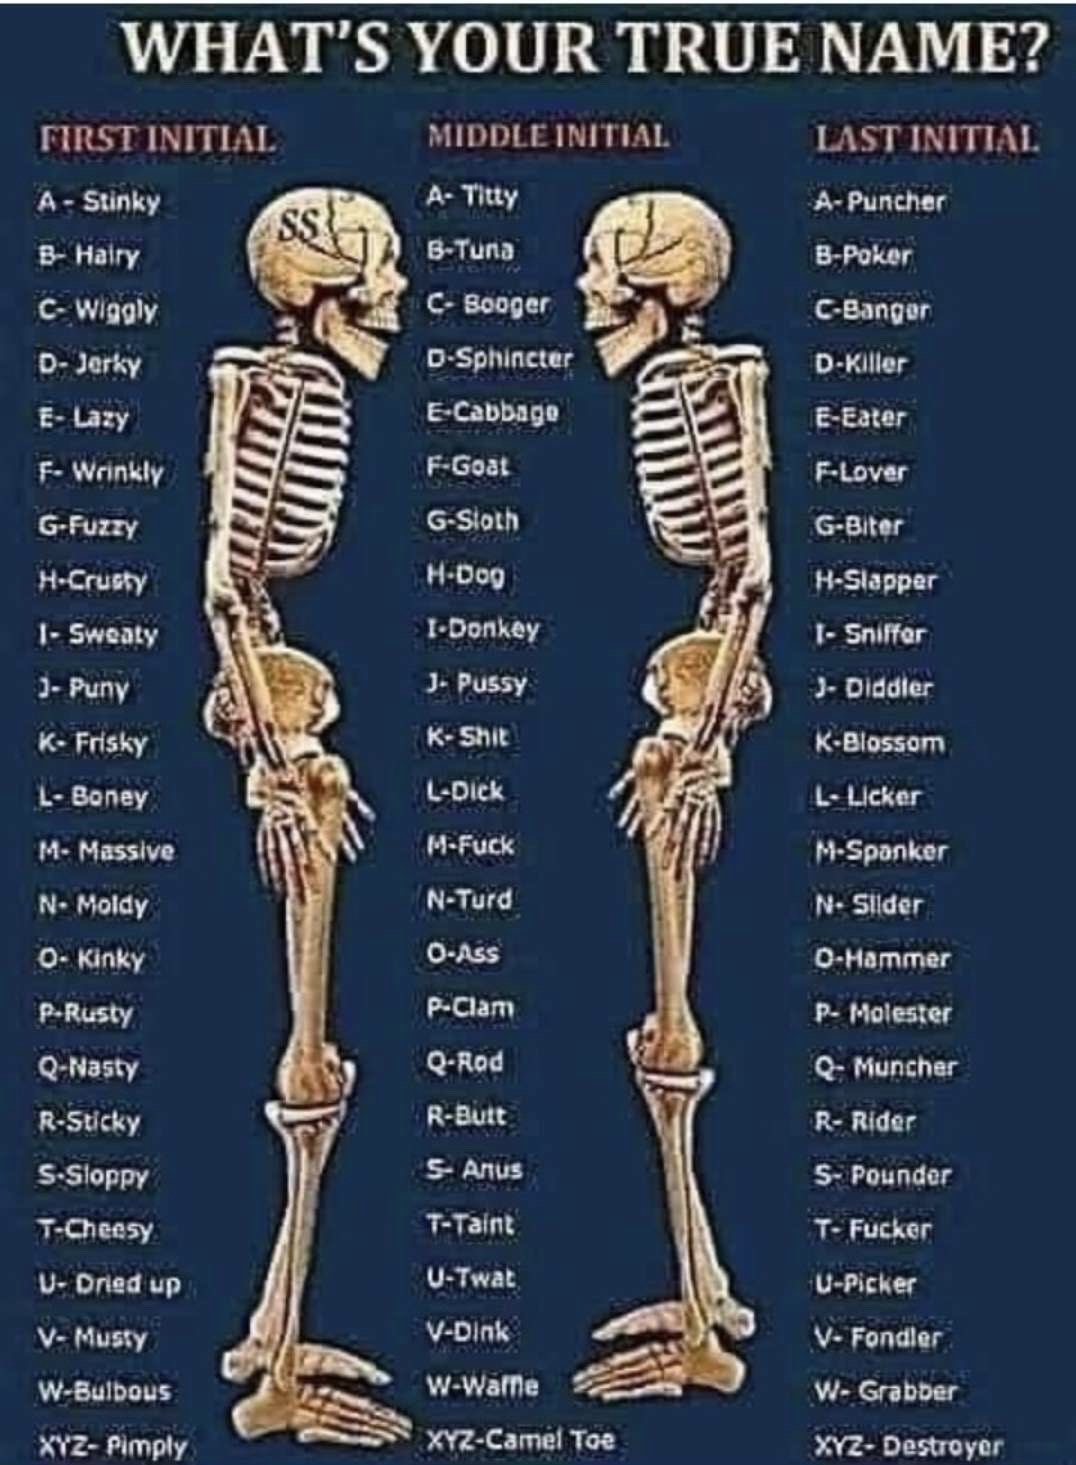 WHAT'S YOUR TRUE NAME?
FIRST INITIAL
A - Stinky
B- Hairy
C- Wiggly
D- Jerky
E- Lazy
F- Wrinkly
G-Fuzzy
H-Crusty
I- Sweaty
J- Puny
K- Frisky
L- Boney
M- Massive
N- Moldy
O- Kinky
P-Rusty
Q-Nasty
R-Sticky
S-Sloppy
T-Cheesy
U- Dried up
V- Musty
W-Bulbous
XYZ- Pimply
SS
MIDDLE INITIAL
A- Titty
B-Tuna
C- Booger
D-Sphincter
E-Cabbage
F-Goat
G-Sloth
H-Dog
I-Donkey
J- Pussy
K- Shit
L-Dick
M-Fuck
N-Turd
O-Ass
P-Clam
Q-Rod
R-Butt
S- Anus
T-Taint
U-Twat
V-Dink
W-Waffle
XYZ-Camel Toe
LAST INITIAL
A- Puncher
B-Poker
C-Banger
D-Killer
E-Eater
F-Lover
G-Biter
H-Slapper
I- Sniffer
J- Diddler
K-Blossom
L- Licker
M-Spanker
N- Slider
O-Hammer
P- Molester
Q- Muncher
R- Rider
S- Pounder
T- Fucker
U-Picker
V- Fondler
W- Grabber
XYZ- Destroyer